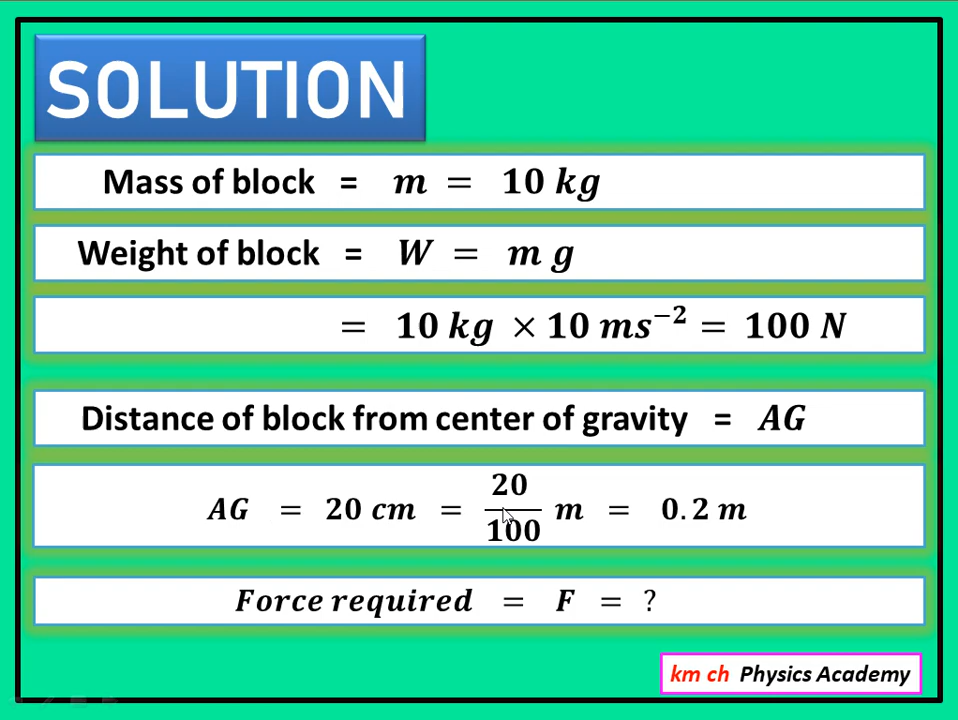 SOLUTION
Mass of block = m = 10 kg
Weight of block = W = m g
= 10 kg × 10 ms⁻² = 100 N
Distance of block from center of gravity = AG
AG = 20 cm = 20/100 m = 0.2 m
Force required = F = ?
km ch Physics Academy